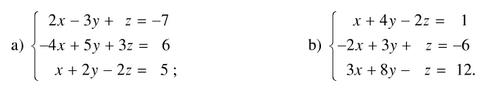 a) { 2x – 3y + z = –7
–4x + 5y + 3z = 6
x + 2y – 2z = 5 ;
b) { x + 4y – 2z = 1
–2x + 3y + z = –6
3x + 8y – z = 12.